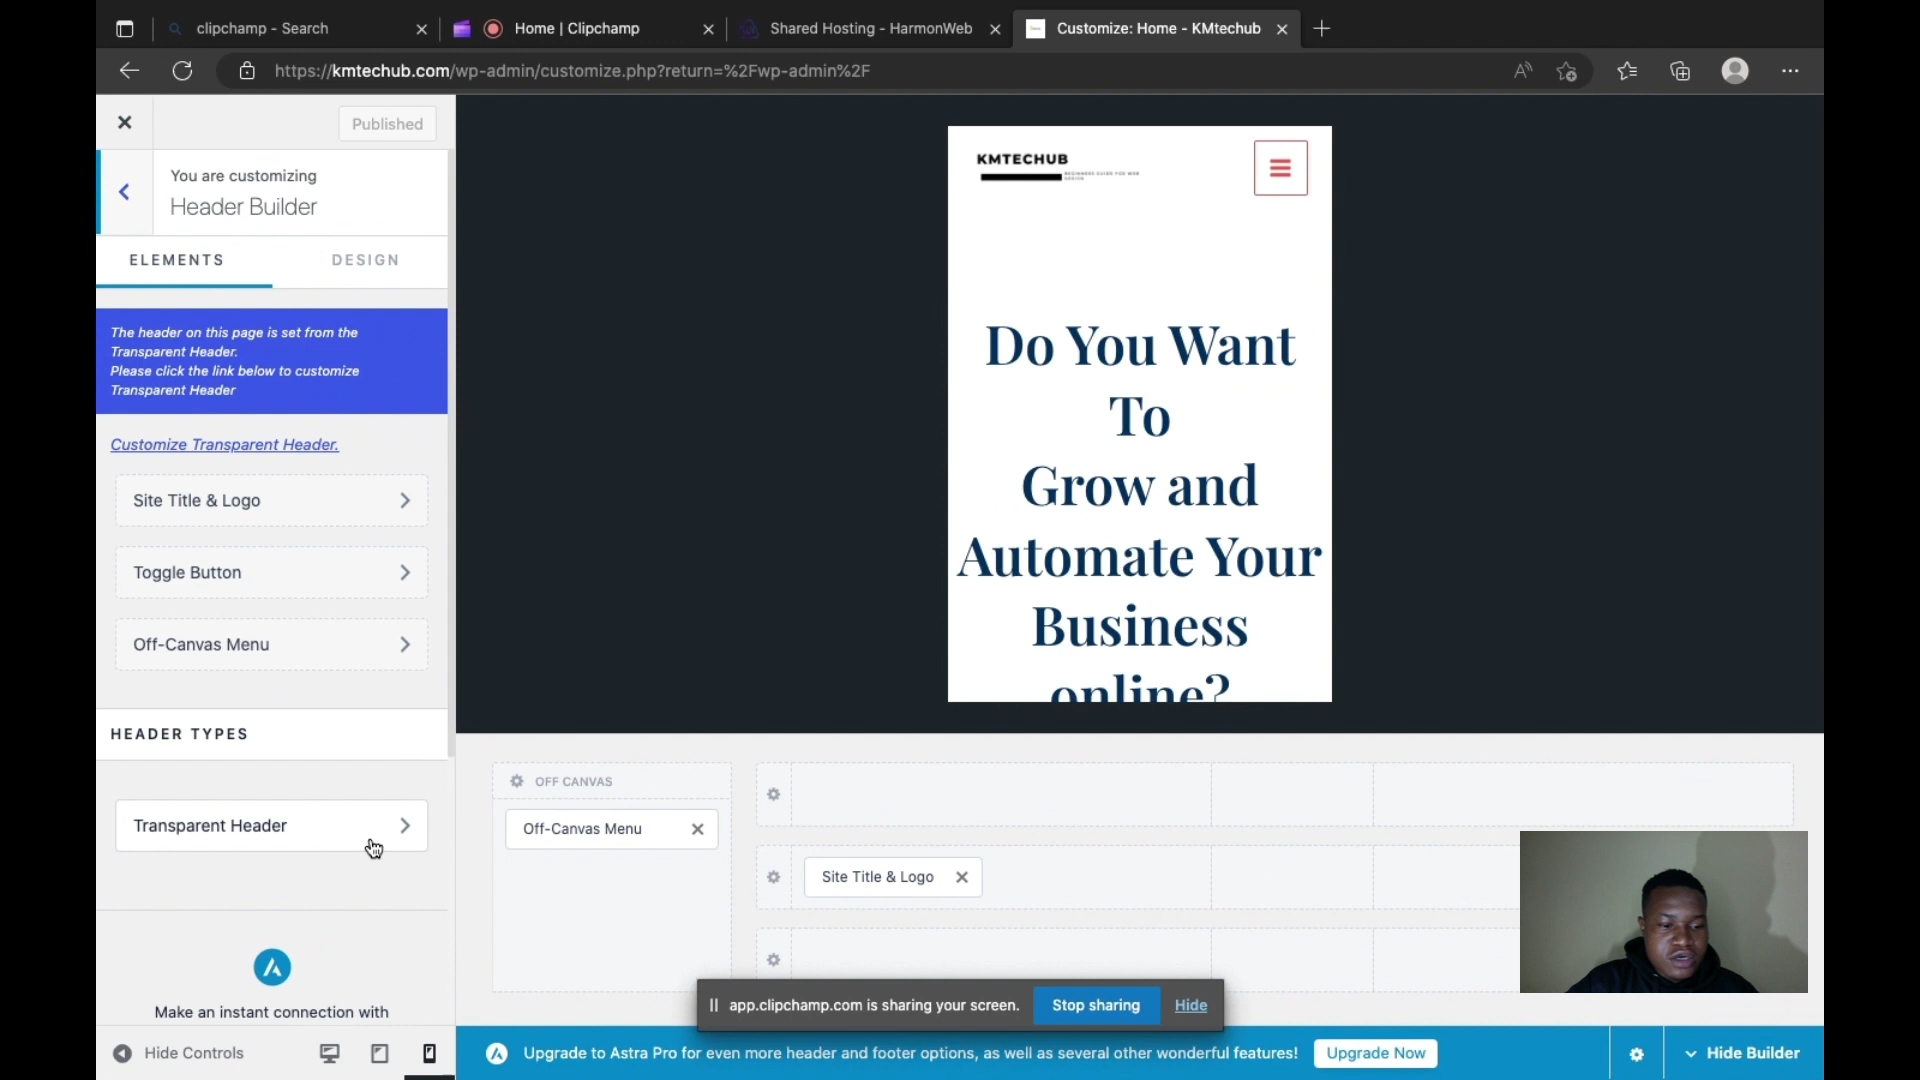 clipchamp - Search
Home | Clipchamp
Shared Hosting - HarmonWeb
Customize: Home - KMtechub
https://kmtechub.com/wp-admin/customize.php?return=%2Fwp-admin%2F
Published
You are customizing
Header Builder
ELEMENTS
DESIGN
The header on this page is set from the
Transparent Header.
Please click the link below to customize
Transparent Header
Customize Transparent Header.
Site Title & Logo
Toggle Button
Off-Canvas Menu
HEADER TYPES
Transparent Header
Make an instant connection with
Hide Controls
KMTECHUB
BEGINNERS GUIDE FOR WEB
DESIGN
Do You Want
To
Grow and
Automate Your
Business
online?
OFF CANVAS
Off-Canvas Menu
Site Title & Logo
app.clipchamp.com is sharing your screen.
Stop sharing
Hide
Upgrade to Astra Pro for even more header and footer options, as well as several other wonderful features!
Upgrade Now
Hide Builder